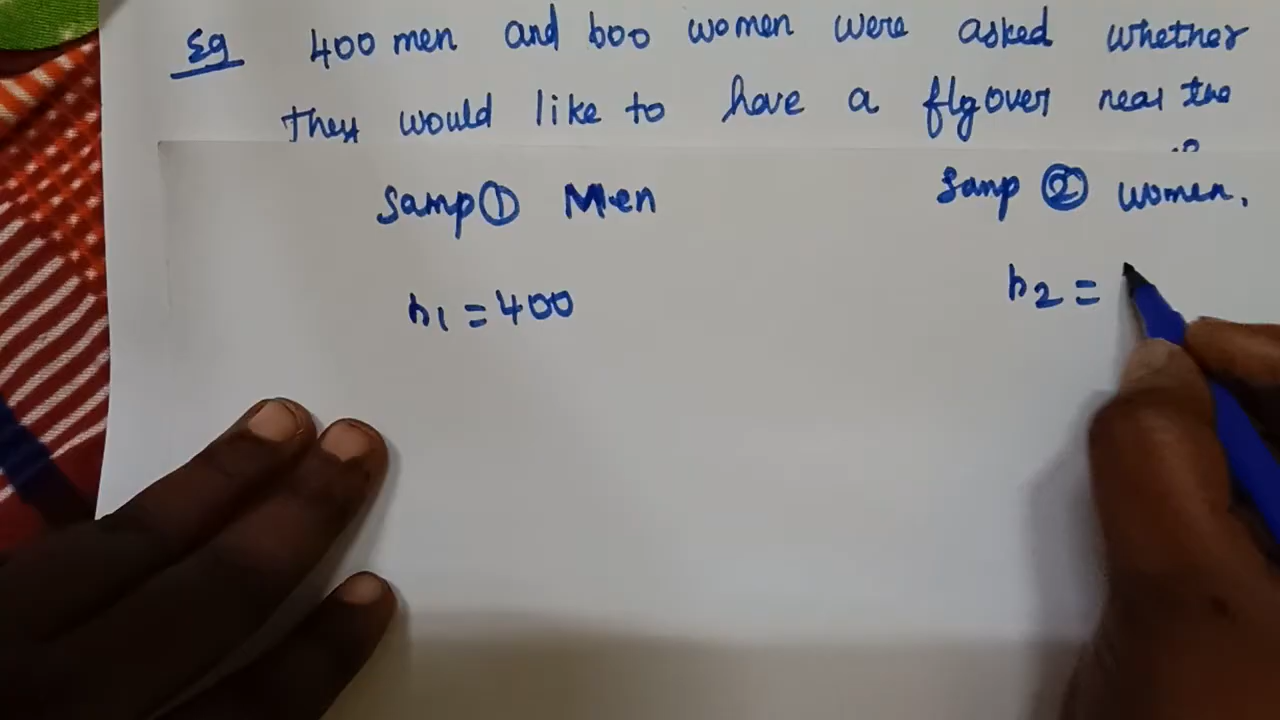 Eg 400 men and 600 women were asked whether
they would like to have a flyover near the
Samp ① Men
Samp ② women.
n1 = 400
n2 =